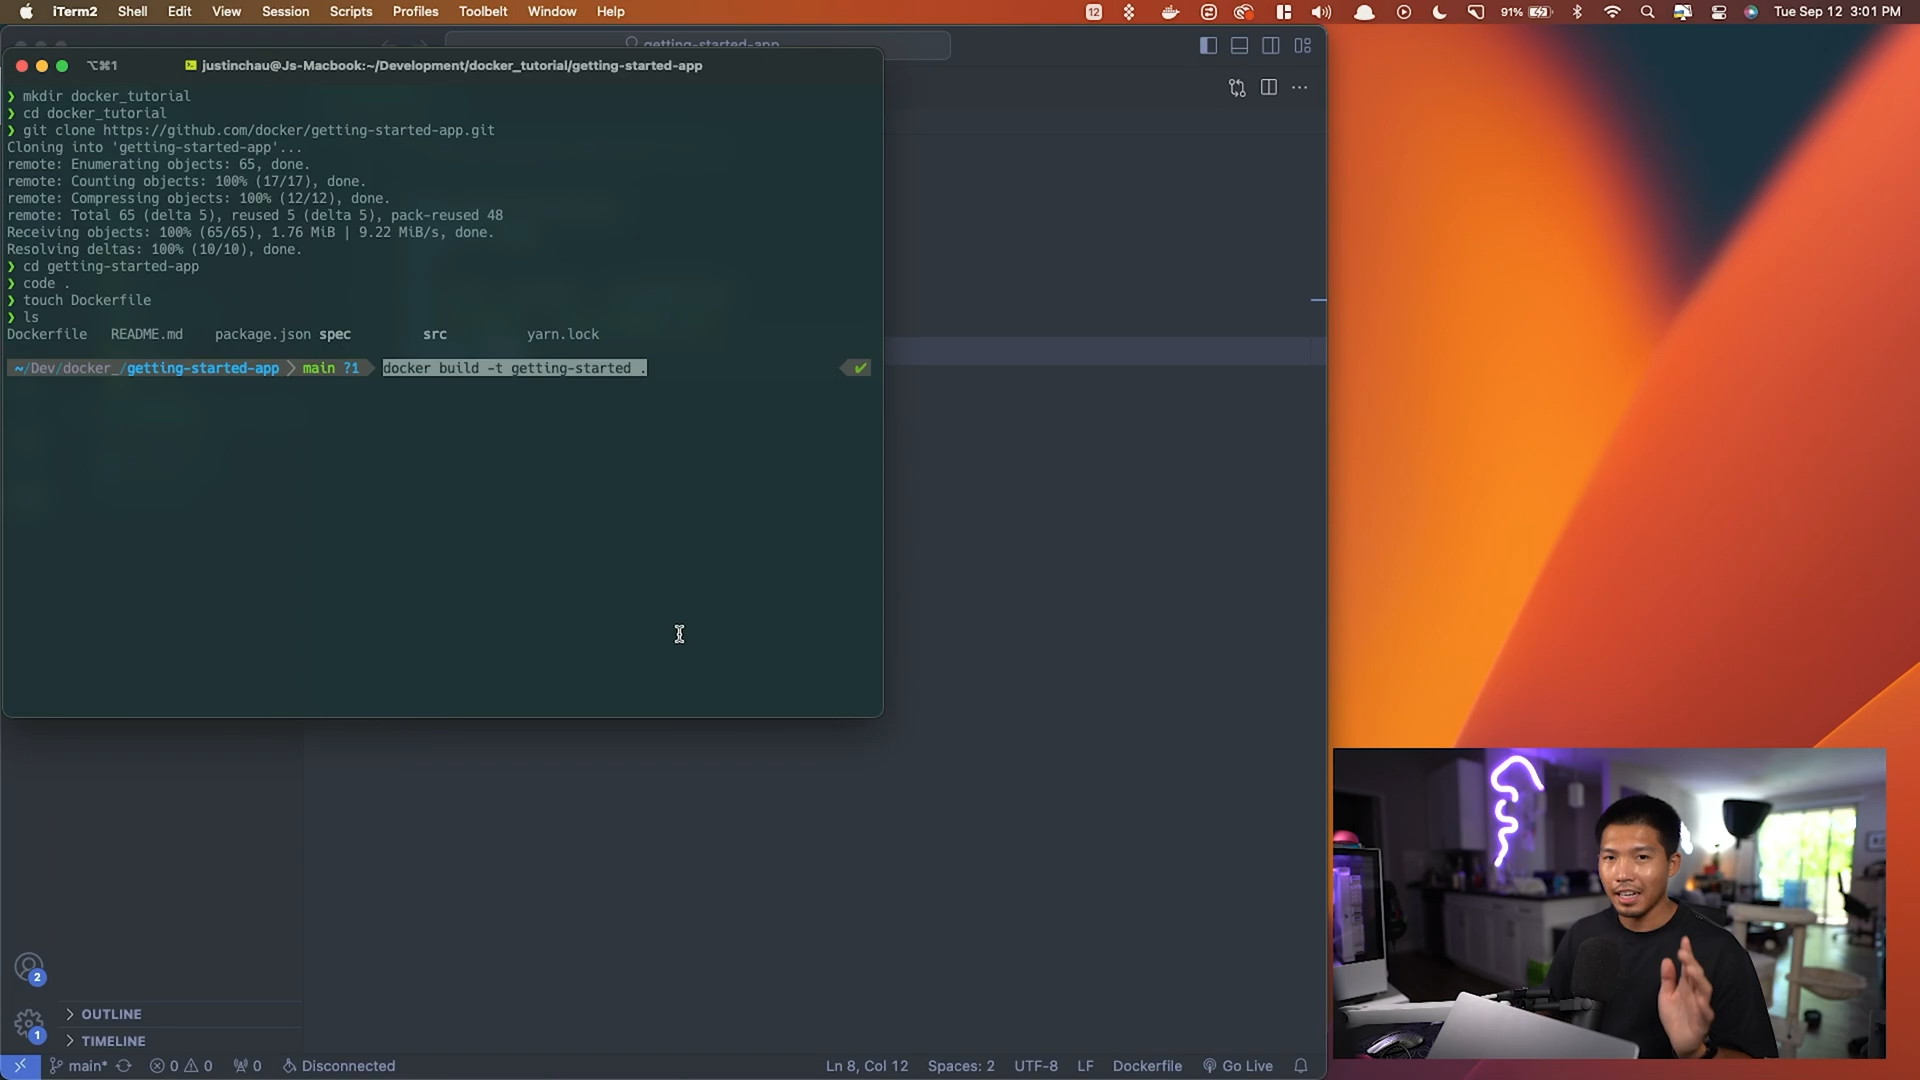 iTerm2 Shell Edit View Session Scripts Profiles Toolbelt Window Help 12 91% Tue Sep 12 3:01 PM
getting-started-app
⌥⌘1 justinchau@Js-Macbook:~/Development/docker_tutorial/getting-started-app
❯ mkdir docker_tutorial
❯ cd docker_tutorial
❯ git clone https://github.com/docker/getting-started-app.git
Cloning into 'getting-started-app'...
remote: Enumerating objects: 65, done.
remote: Counting objects: 100% (17/17), done.
remote: Compressing objects: 100% (12/12), done.
remote: Total 65 (delta 5), reused 5 (delta 5), pack-reused 48
Receiving objects: 100% (65/65), 1.76 MiB | 9.22 MiB/s, done.
Resolving deltas: 100% (10/10), done.
❯ cd getting-started-app
❯ code .
❯ touch Dockerfile
❯ ls
Dockerfile README.md package.json spec src yarn.lock
~/Dev/docker_/getting-started-app main ?1 docker build -t getting-started . ✔
2
OUTLINE
1
TIMELINE
main* 0 0 0 Disconnected Ln 8, Col 12 Spaces: 2 UTF-8 LF Dockerfile Go Live